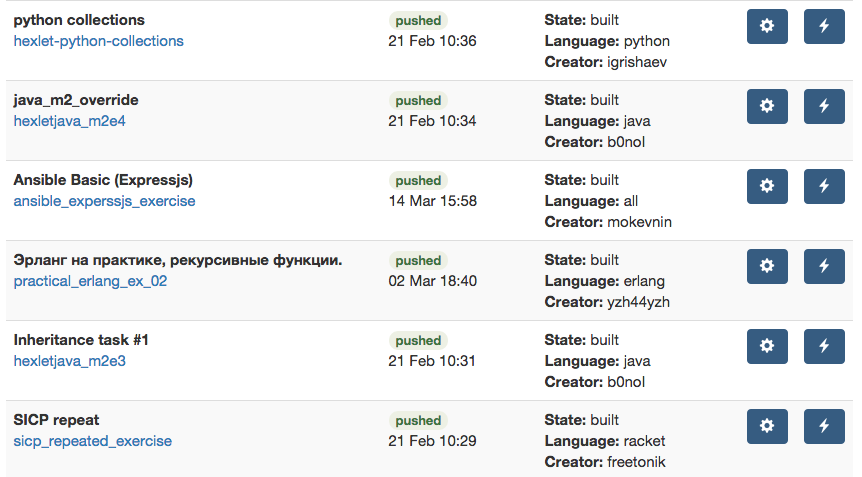 python collections
hexlet-python-collections
pushed
21 Feb 10:36
State: built
Language: python
Creator: igrishaev
java_m2_override
hexletjava_m2e4
pushed
21 Feb 10:34
State: built
Language: java
Creator: b0nol
Ansible Basic (Expressjs)
ansible_experssjs_exercise
pushed
14 Mar 15:58
State: built
Language: all
Creator: mokevnin
Эрланг на практике, рекурсивные функции.
practical_erlang_ex_02
pushed
02 Mar 18:40
State: built
Language: erlang
Creator: yzh44yzh
Inheritance task #1
hexletjava_m2e3
pushed
21 Feb 10:31
State: built
Language: java
Creator: b0nol
SICP repeat
sicp_repeated_exercise
pushed
21 Feb 10:29
State: built
Language: racket
Creator: freetonik